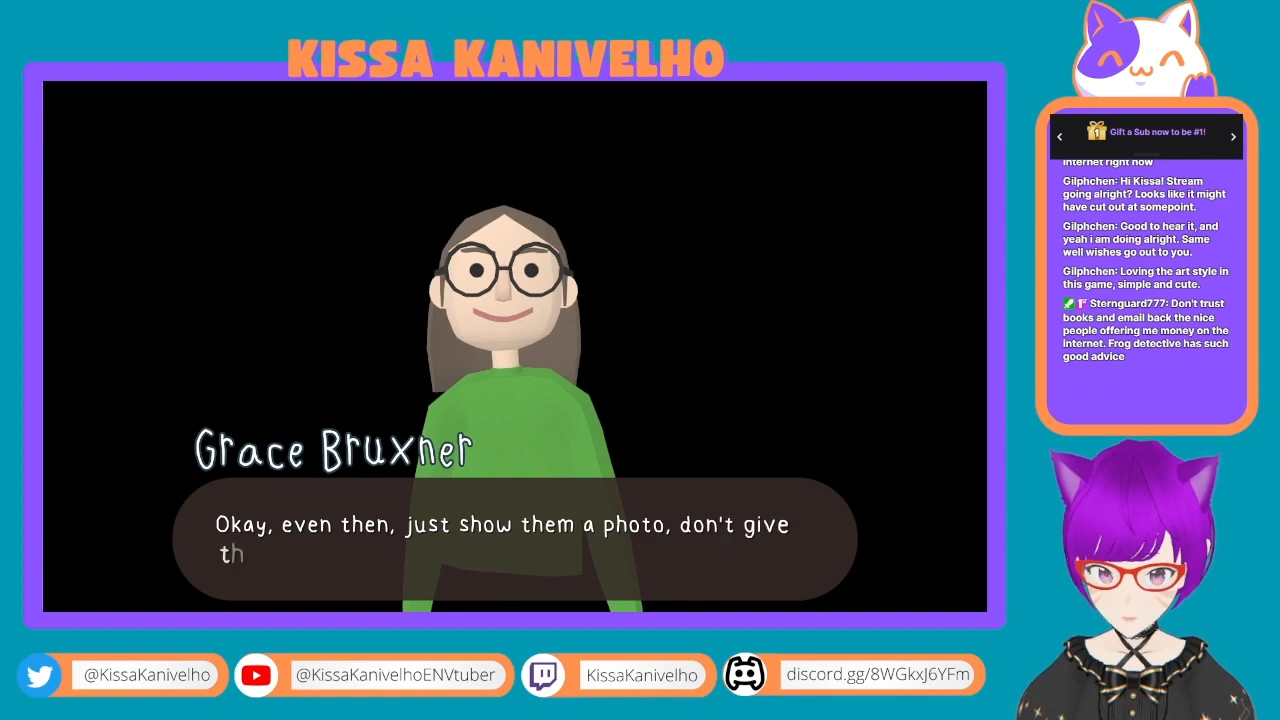 KISSA KANIVELHO
1
Gift a Sub now to be #1!
internet right now
Gilphchen: Hi Kissa! Stream
going alright? Looks like it might
have cut out at somepoint.
Gilphchen: Good to hear it, and
yeah i am doing alright. Same
well wishes go out to you.
Gilphchen: Loving the art style in
this game, simple and cute.
Sternguard777: Don't trust
books and email back the nice
people offering me money on the
internet. Frog detective has such
good advice
Grace Bruxner
Okay, even then, just show them a photo, don't give
th
@KissaKanivelho
@KissaKanivelhoENVtuber
KissaKanivelho
discord.gg/8WGkxJ6YFm